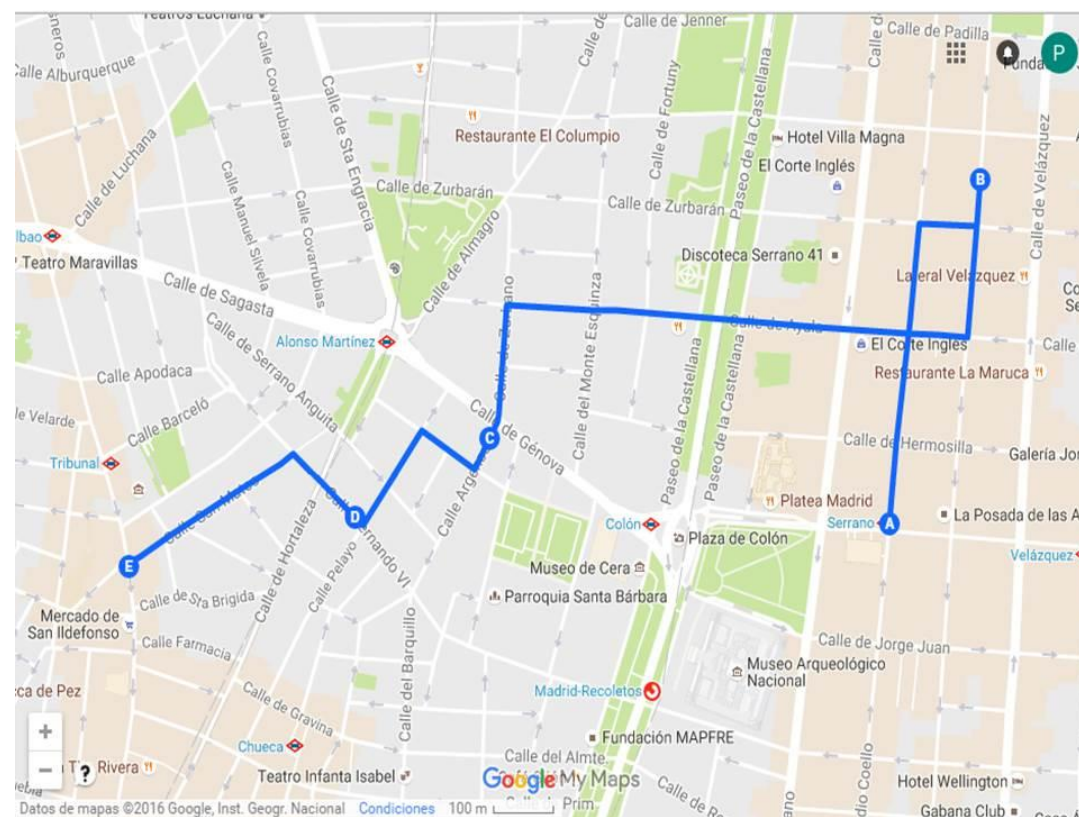 Teatros Luchana
Calle de Jenner
Calle de Padilla
P
Calle Alburquerque
Calle Covarrubias
Calle de Sta Engracia
Calle de Luchana
Restaurante El Columpio
Calle de Fortuny
Paseo de la Castellana
Hotel Villa Magna
El Corte Inglés
B
Calle de Velázquez
Calle de Zurbarán
Calle de Zurbarán
Calle Manuel Silvela
Calle Covarrubias
Calle de Almagro
Teatro Maravillas
Discoteca Serrano 41
Lateral Velázquez
Calle de Sagasta
Calle del Monte Esquinza
Calle de Ayala
Alonso Martínez
El Corte Inglés
Calle de Serrano Anguita
Calle Apodaca
Restaurante La Maruca
Calle Barceló
Paseo de la Castellana
Paseo de la Castellana
Calle de Génova
C
Calle de Hermosilla
Tribunal
Calle San Mateo
Platea Madrid
D
Colón
Serrano
A
La Posada de las
Plaza de Colón
Calle de Hortaleza
Calle Fernando VI
Velázquez
E
Museo de Cera
Calle Pelayo
Parroquia Santa Bárbara
Calle de Sta Brigida
Mercado de
San Ildefonso
Calle Farmacia
Calle del Barquillo
Calle de Jorge Juan
Museo Arqueológico
Nacional
Madrid-Recoletos
Calle de Gravina
+
Fundación MAPFRE
Chueca
Calle del Almte.
−
?
Rivera
Teatro Infanta Isabel
Google My Maps
Hotel Wellington
Datos de mapas ©2016 Google, Inst. Geogr. Nacional
Condiciones
100 m
Gabana Club